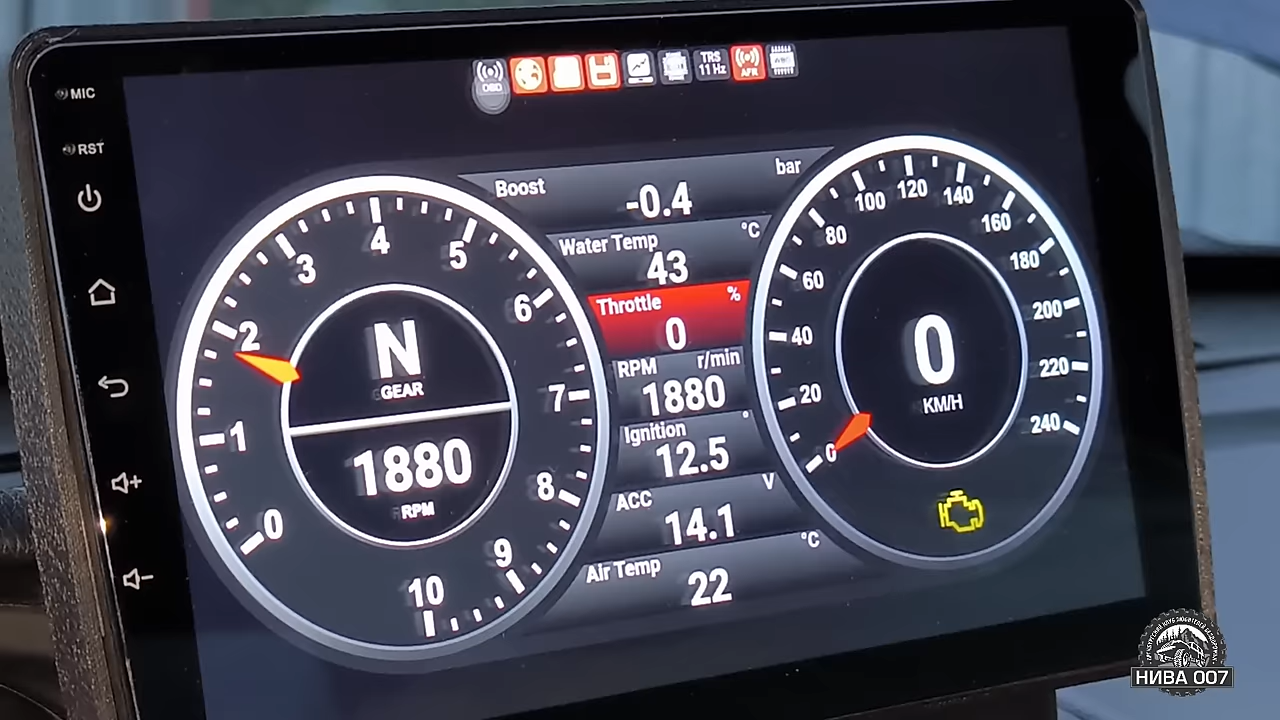 MIC
RST
OBD
TRS
11 Hz
AFR
Boost
bar
-0.4
Water Temp
°C
43
Throttle
%
0
RPM
r/min
1880
Ignition
°
12.5
ACC
V
14.1
Air Temp
°C
22
0
1
2
3
4
5
6
7
8
9
10
N
GEAR
1880
RPM
0
20
40
60
80
100
120
140
160
180
200
220
240
0
KM/H
НИВА 007